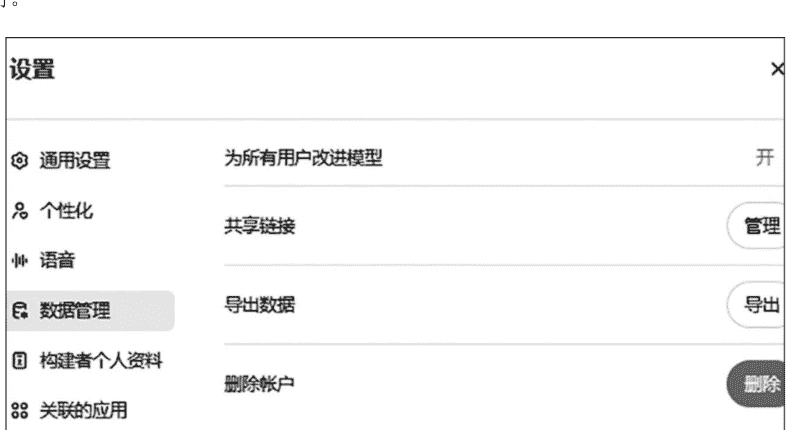 设置
通用设置
为所有用户改进模型
开
个性化
共享链接
管理
语音
数据管理
导出数据
导出
构建者个人资料
删除帐户
删除
关联的应用